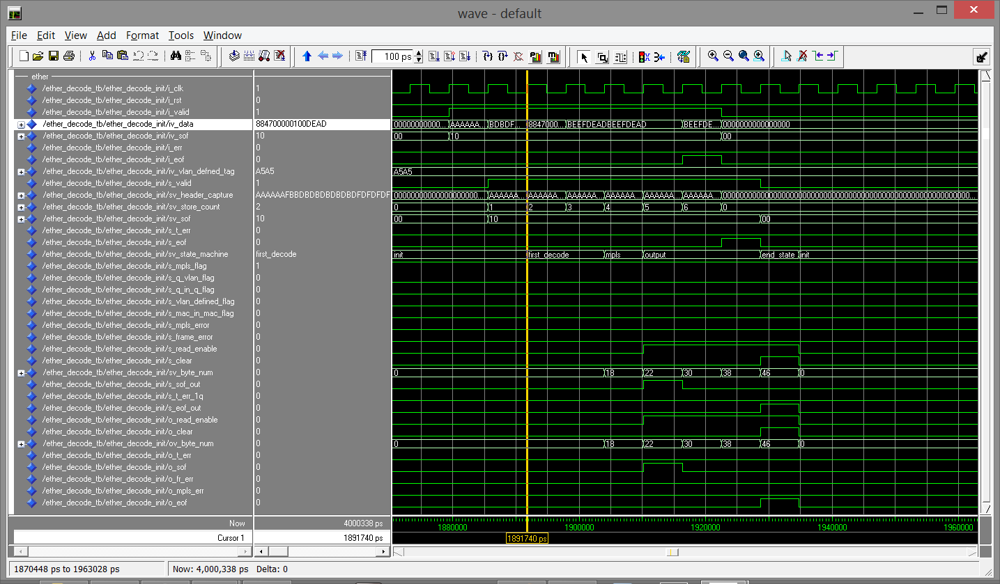 wave - default
File Edit View Add Format Tools Window
100 ps
ether
/ether_decode_tb/ether_decode_init/i_clk 1
/ether_decode_tb/ether_decode_init/i_rst 0
/ether_decode_tb/ether_decode_init/i_valid 1
/ether_decode_tb/ether_decode_init/iv_data 884700000100DEAD 00000000000... AAAAAA... BDBDF... 8847000... BEEFDEADBEEFDEAD BEEFDE... 0000000000000000
/ether_decode_tb/ether_decode_init/iv_sof 10 00 10 00
/ether_decode_tb/ether_decode_init/i_err 0
/ether_decode_tb/ether_decode_init/i_eof 0
/ether_decode_tb/ether_decode_init/iv_vlan_defned_tag A5A5 A5A5
/ether_decode_tb/ether_decode_init/s_valid 1
/ether_decode_tb/ether_decode_init/sv_header_capture AAAAAAFBBDBDBDBDBDBDFDFDFDF AAAAAA... AAAAAA... AAAAAA... AAAAAA... AAAAAA... AAAAAA...
/ether_decode_tb/ether_decode_init/sv_store_count 2 0 1 2 3 4 5 6 0
/ether_decode_tb/ether_decode_init/sv_sof 10 00 10 00
/ether_decode_tb/ether_decode_init/s_t_err 0
/ether_decode_tb/ether_decode_init/s_eof 0
/ether_decode_tb/ether_decode_init/sv_state_machine first_decode init first_decode mpls output end_state init
/ether_decode_tb/ether_decode_init/s_mpls_flag 1
/ether_decode_tb/ether_decode_init/s_q_vlan_flag 0
/ether_decode_tb/ether_decode_init/s_q_in_q_flag 0
/ether_decode_tb/ether_decode_init/s_vlan_defined_flag 0
/ether_decode_tb/ether_decode_init/s_mac_in_mac_flag 0
/ether_decode_tb/ether_decode_init/s_mpls_error 0
/ether_decode_tb/ether_decode_init/s_frame_error 0
/ether_decode_tb/ether_decode_init/s_read_enable 0
/ether_decode_tb/ether_decode_init/s_clear 0
/ether_decode_tb/ether_decode_init/sv_byte_num 0 0 18 22 30 38 46 0
/ether_decode_tb/ether_decode_init/s_sof_out 0
/ether_decode_tb/ether_decode_init/s_t_err_1q 0
/ether_decode_tb/ether_decode_init/s_eof_out 0
/ether_decode_tb/ether_decode_init/o_read_enable 0
/ether_decode_tb/ether_decode_init/o_clear 0
/ether_decode_tb/ether_decode_init/ov_byte_num 0 0 18 22 30 38 46 0
/ether_decode_tb/ether_decode_init/o_t_err 0
/ether_decode_tb/ether_decode_init/o_sof 0
/ether_decode_tb/ether_decode_init/o_fr_err 0
/ether_decode_tb/ether_decode_init/o_mpls_err 0
/ether_decode_tb/ether_decode_init/o_eof 0
Now 4000338 ps 1880000 1900000 1920000 1940000 1960000
Cursor 1 1891740 ps 1891740 ps
1870448 ps to 1963028 ps Now: 4,000,338 ps Delta: 0